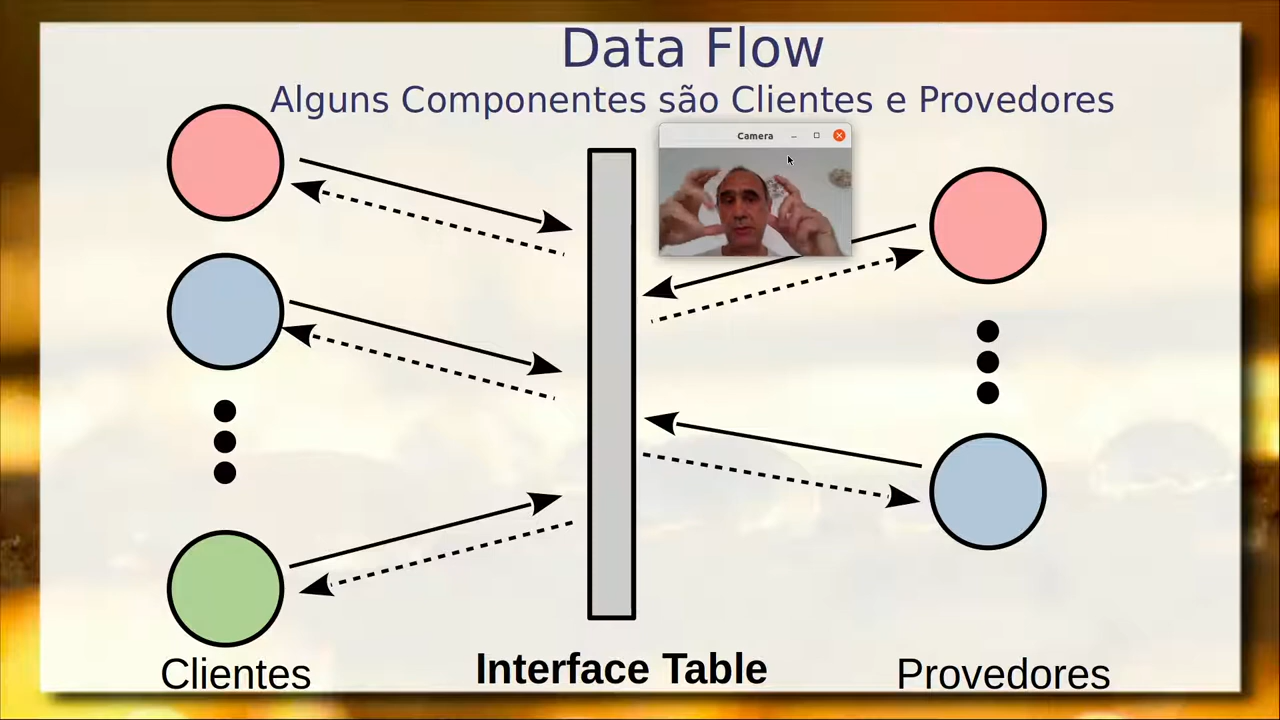 Data Flow
Alguns Componentes são Clientes e Provedores
Camera
Clientes
Interface Table
Provedores